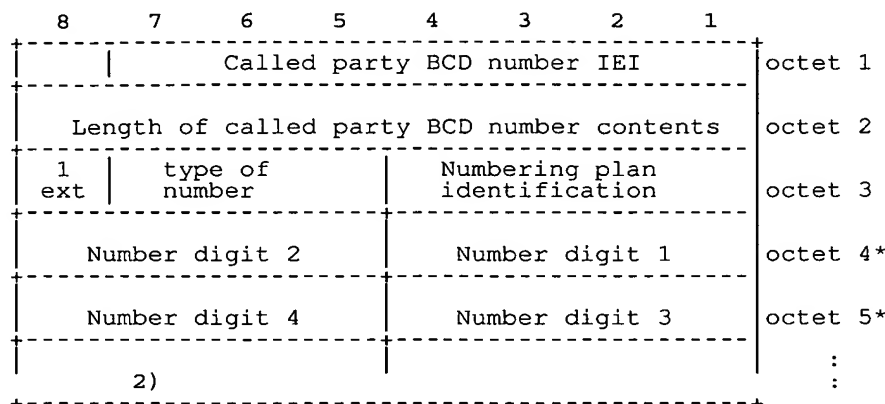 8 7 6 5 4 3 2 1
Called party BCD number IEI octet 1
Length of called party BCD number contents octet 2
1 type of Numbering plan
ext number identification octet 3
Number digit 2 Number digit 1 octet 4*
Number digit 4 Number digit 3 octet 5*
:
2) :